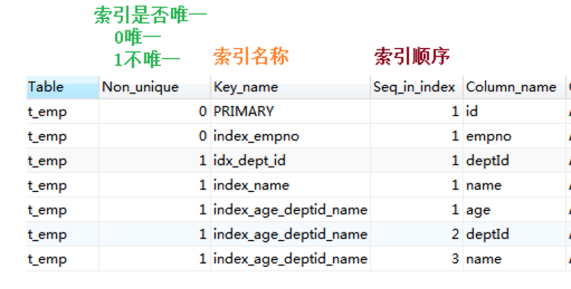 索引是否唯一
0唯一
1不唯一
索引名称
索引顺序
Table Non_unique Key_name Seq_in_index Column_name
t_emp 0 PRIMARY 1 id
t_emp 0 index_empno 1 empno
t_emp 1 idx_dept_id 1 deptId
t_emp 1 index_name 1 name
t_emp 1 index_age_deptid_name 1 age
t_emp 1 index_age_deptid_name 2 deptId
t_emp 1 index_age_deptid_name 3 name